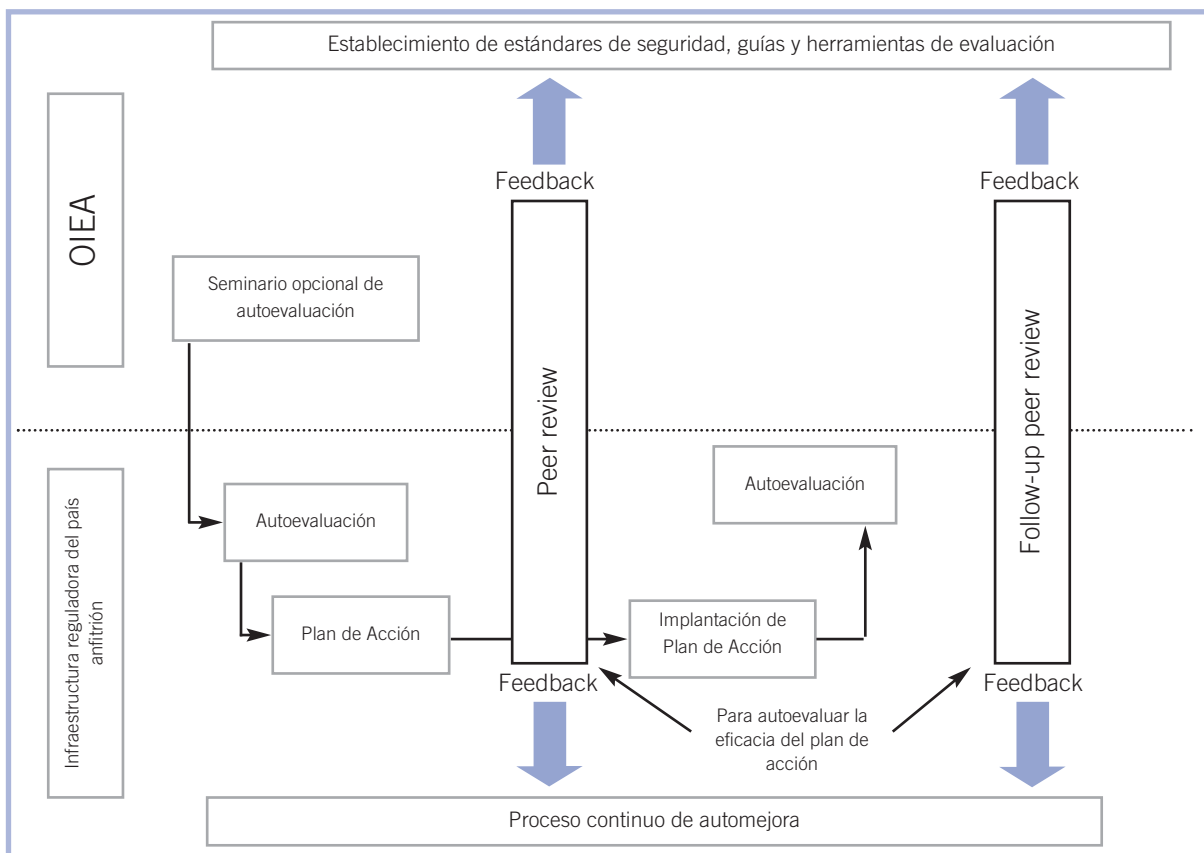 Establecimiento de estándares de seguridad, guías y herramientas de evaluación
OIEA
Feedback
Feedback
Seminario opcional de
autoevaluación
Peer review
Follow-up peer review
Infraestructura reguladora del país
anfitrión
Autoevaluación
Autoevaluación
Plan de Acción
Implantación de
Plan de Acción
Feedback
Feedback
Para autoevaluar la
eficacia del plan de
acción
Proceso continuo de automejora